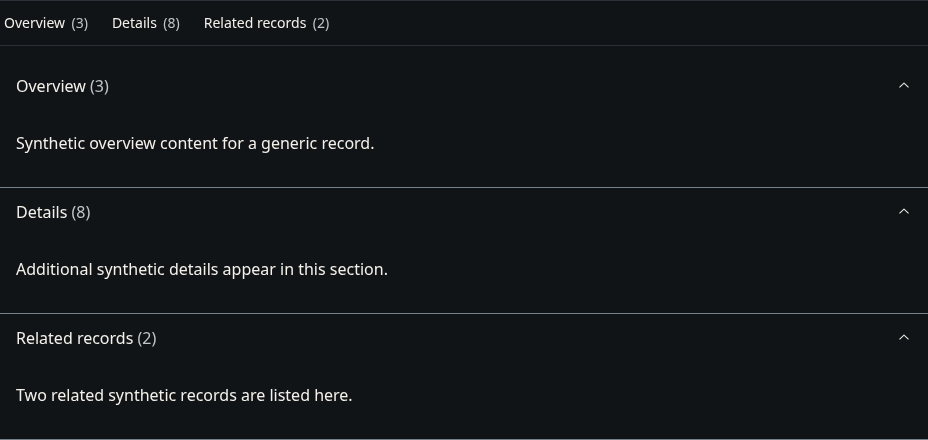 Overview (3) Details (8) Related records (2)
Overview (3)
Synthetic overview content for a generic record.
Details (8)
Additional synthetic details appear in this section.
Related records (2)
Two related synthetic records are listed here.